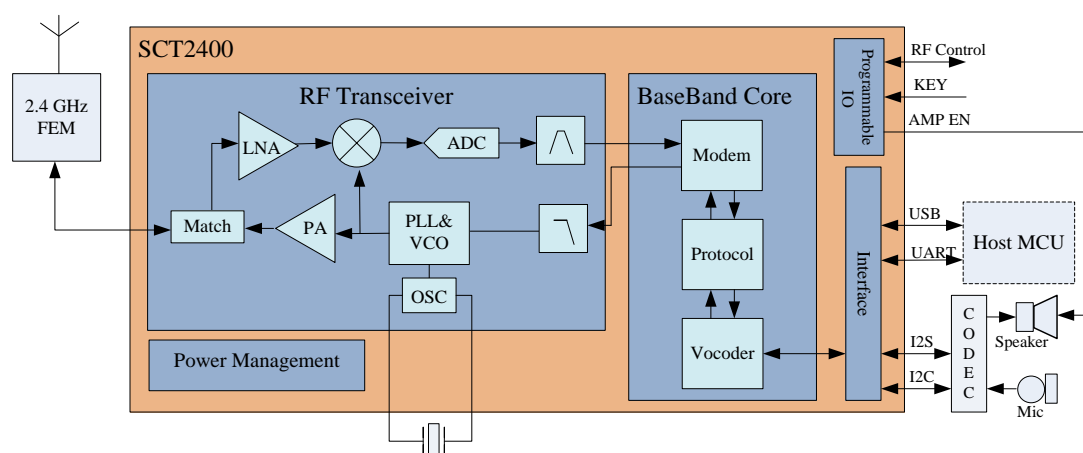 SCT2400
2.4 GHz
FEM
RF Transceiver
LNA
ADC
Match
PA
PLL&
VCO
OSC
Power Management
BaseBand Core
Modem
Protocol
Vocoder
Programmable
IO
Interface
RF Control
KEY
AMP EN
USB
UART
Host MCU
I2S
I2C
CODEC
Speaker
Mic